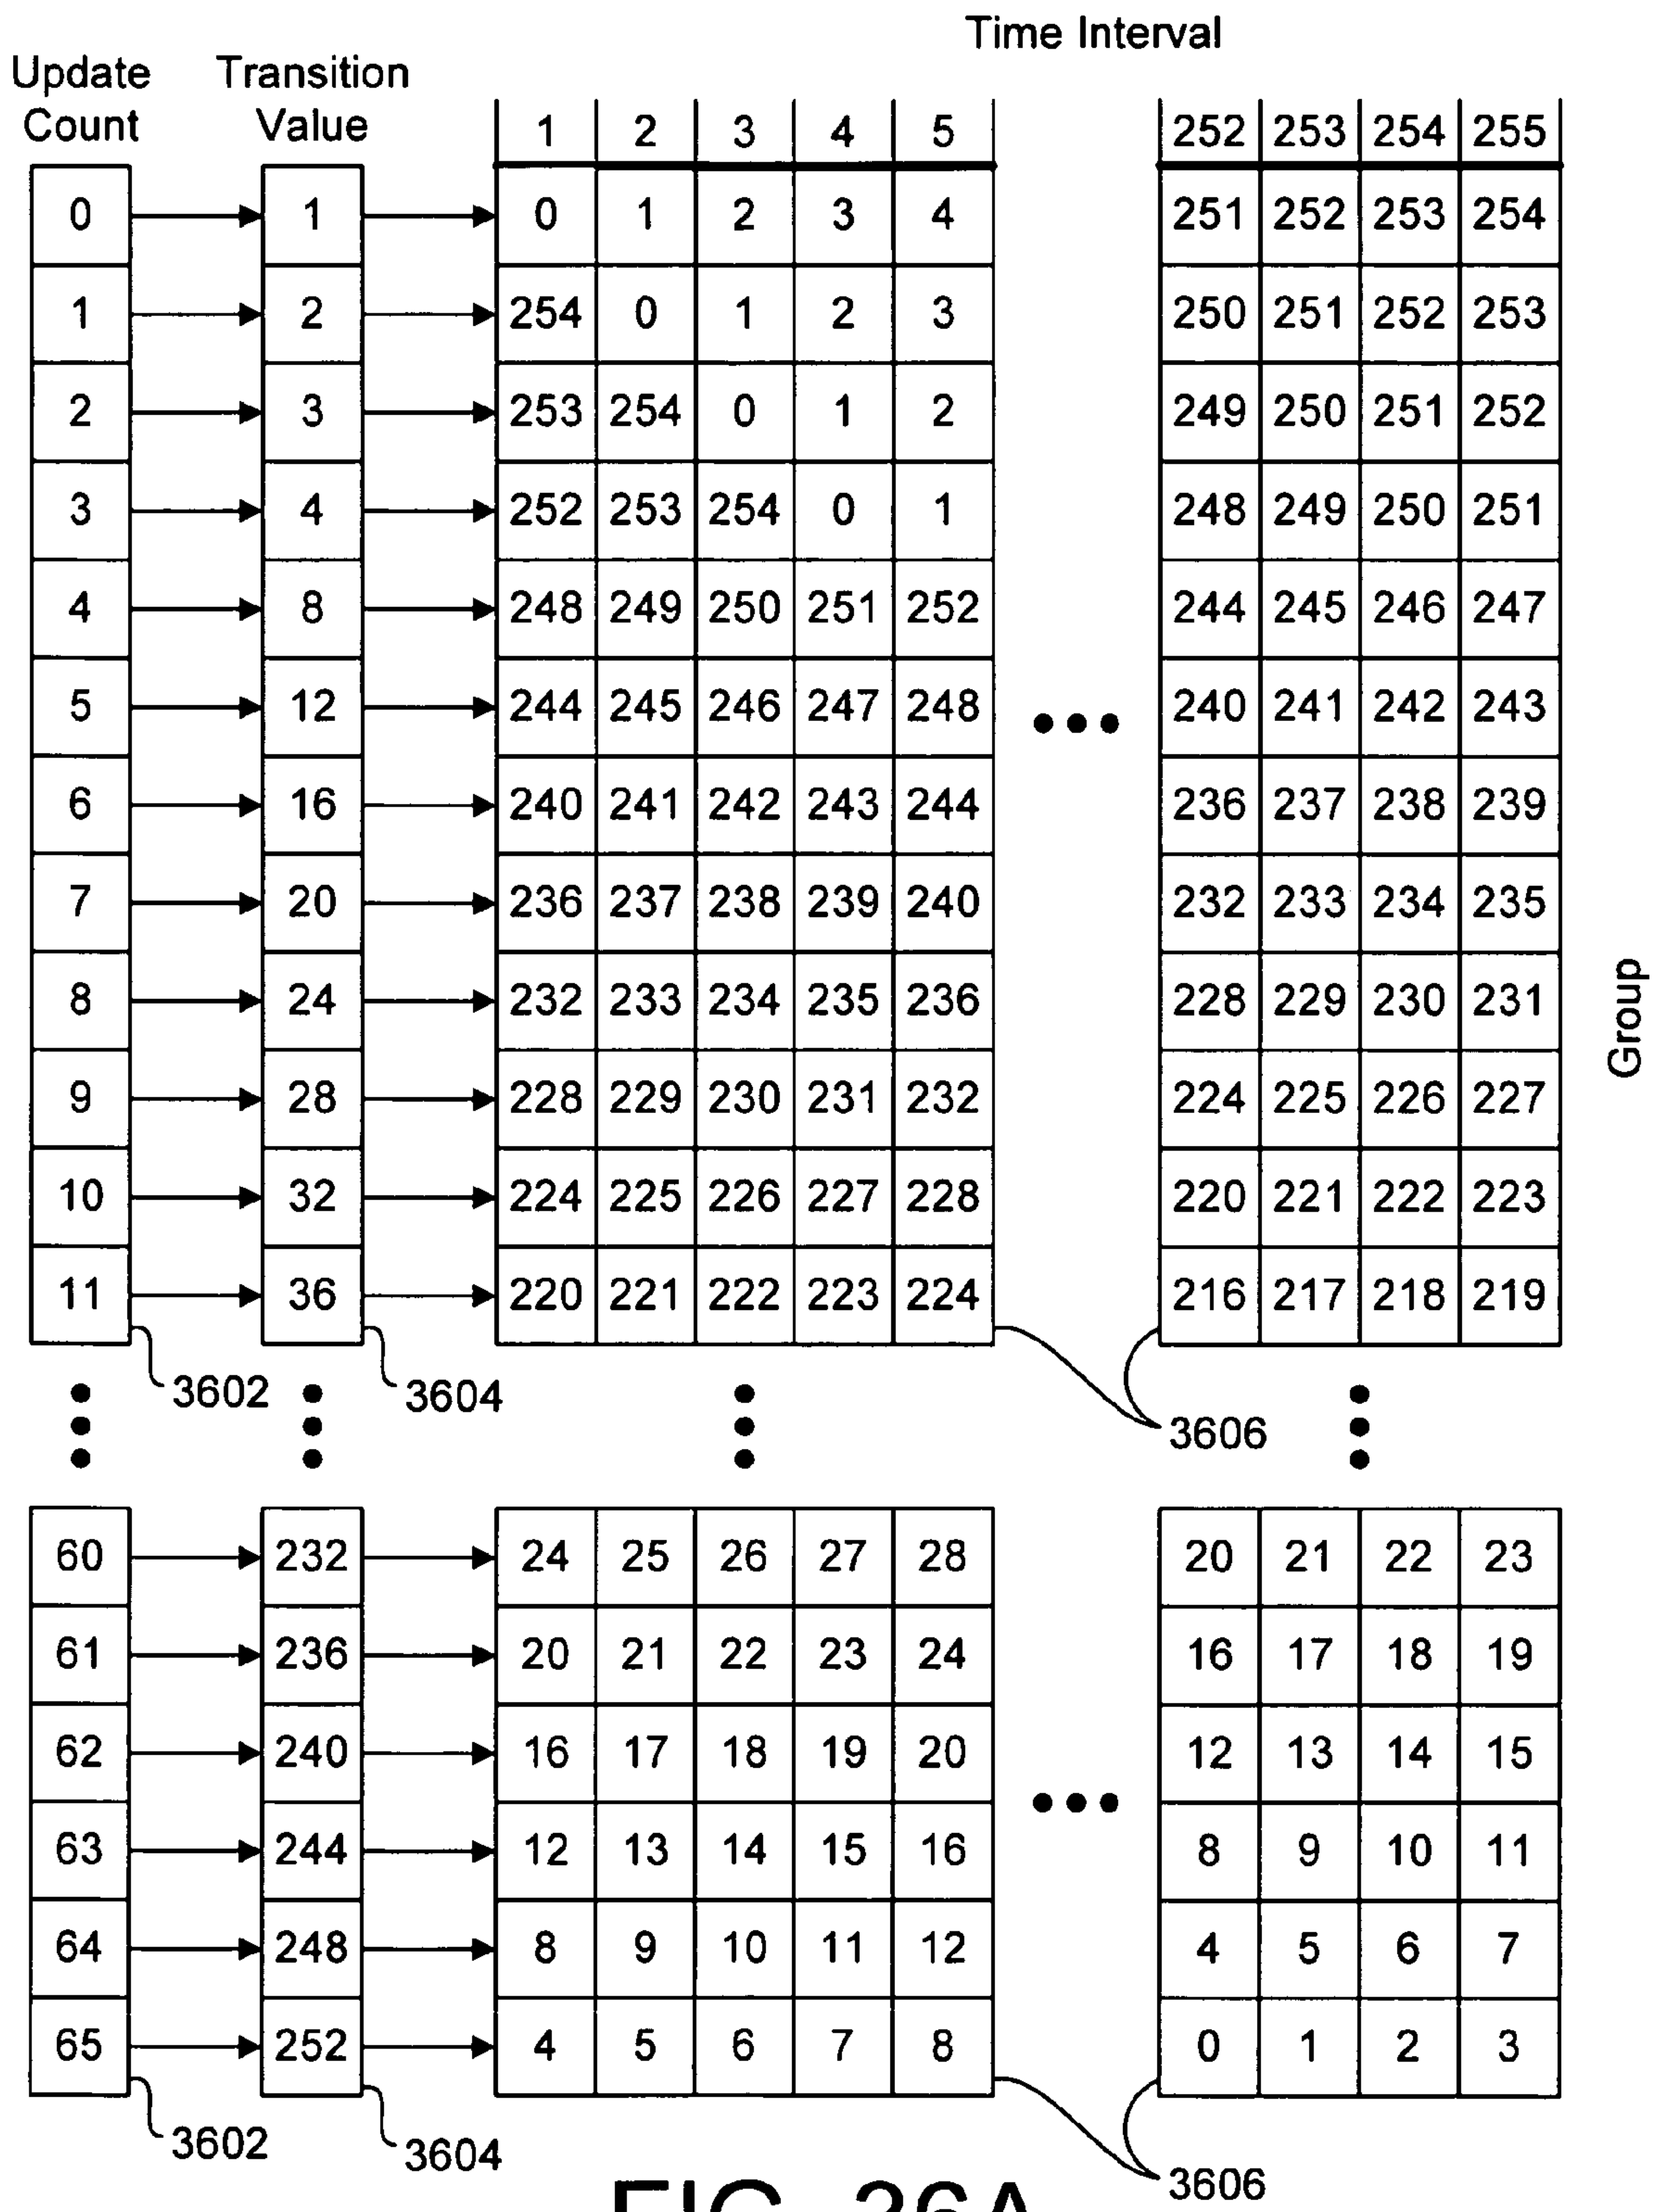 Time Interval
Update Count
Transition Value
1 2 3 4 5 252 253 254 255
0 1 0 1 2 3 4 251 252 253 254
1 2 254 0 1 2 3 250 251 252 253
2 3 253 254 0 1 2 249 250 251 252
3 4 252 253 254 0 1 248 249 250 251
4 8 248 249 250 251 252 244 245 246 247
5 12 244 245 246 247 248 240 241 242 243
6 16 240 241 242 243 244 236 237 238 239
7 20 236 237 238 239 240 232 233 234 235
8 24 232 233 234 235 236 228 229 230 231
9 28 228 229 230 231 232 224 225 226 227
10 32 224 225 226 227 228 220 221 222 223
11 36 220 221 222 223 224 216 217 218 219
Group
3602 3604 3606
60 232 24 25 26 27 28 20 21 22 23
61 236 20 21 22 23 24 16 17 18 19
62 240 16 17 18 19 20 12 13 14 15
63 244 12 13 14 15 16 8 9 10 11
64 248 8 9 10 11 12 4 5 6 7
65 252 4 5 6 7 8 0 1 2 3
3602 3604 3606
FIG. 36A